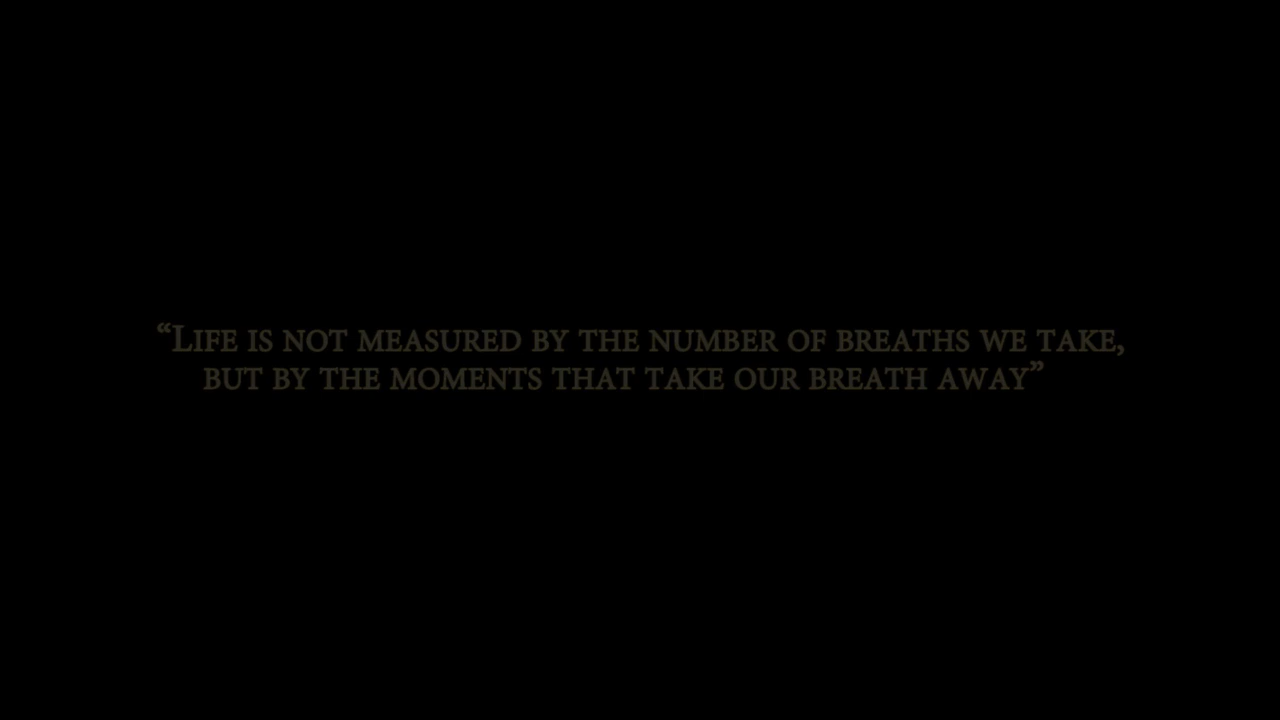 “Life is not measured by the number of breaths we take,
but by the moments that take our breath away”